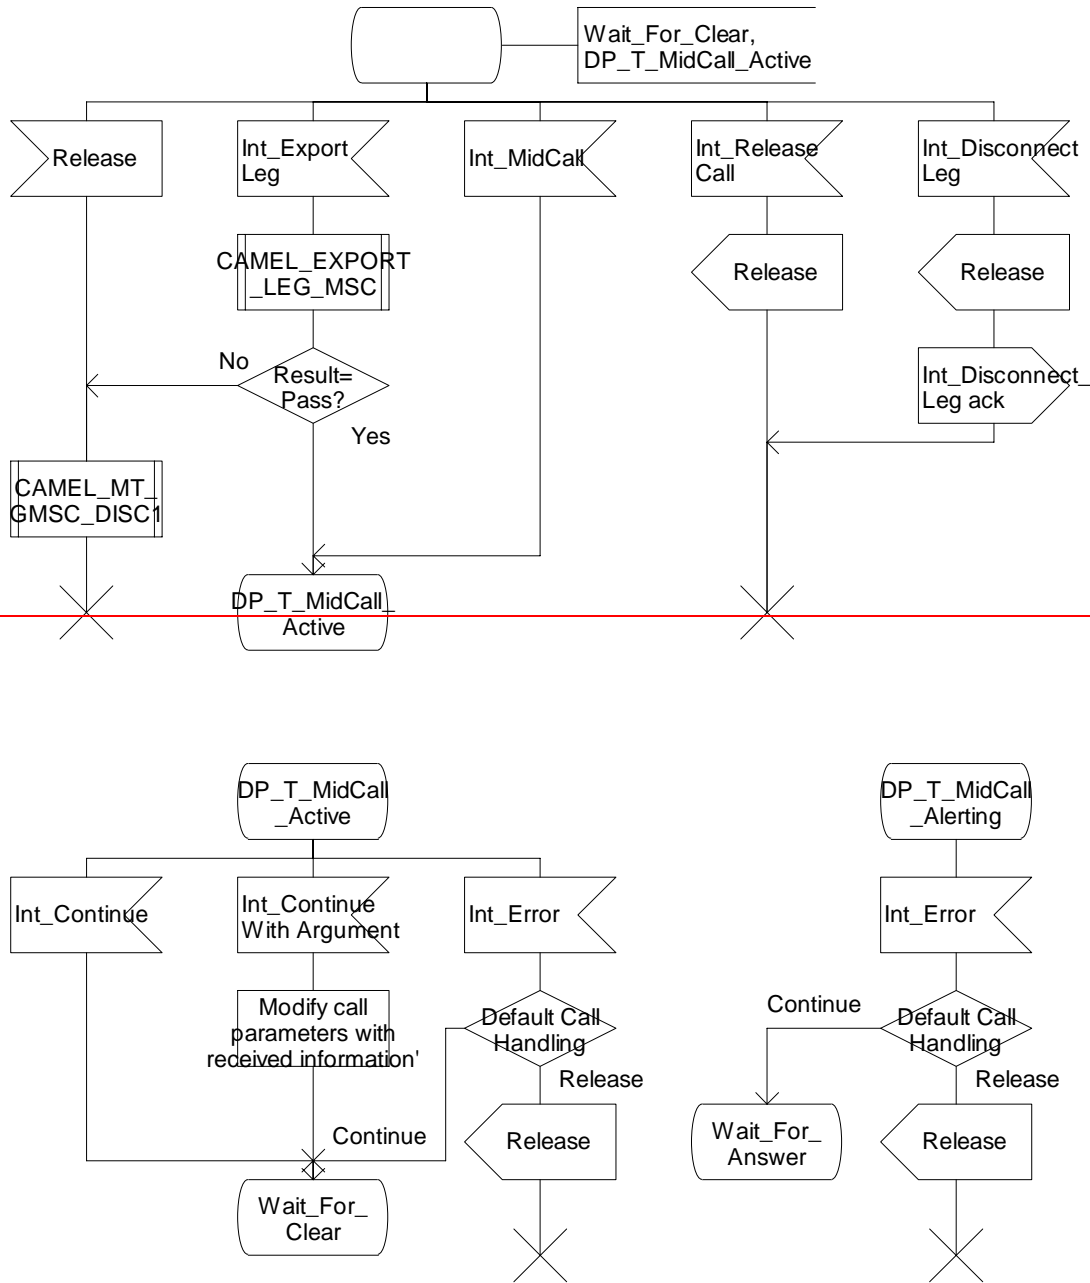 Wait_For_Clear,
DP_T_MidCall_Active
Release
Int_Export
Leg
Int_MidCall
Int_Release
Call
Int_Disconnect
Leg
CAMEL_EXPORT
_LEG_MSC
Release
Release
No
Result=
Pass?
Yes
Int_Disconnect_
Leg ack
CAMEL_MT_
GMSC_DISC1
DP_T_MidCall_
Active
DP_T_MidCall
_Active
DP_T_MidCall
_Alerting
Int_Continue
Int_Continue
With Argument
Int_Error
Int_Error
Modify call
parameters with
received information'
Default Call
Handling
Continue
Default Call
Handling
Release
Release
Continue
Release
Wait_For_
Answer
Release
Wait_For_
Clear